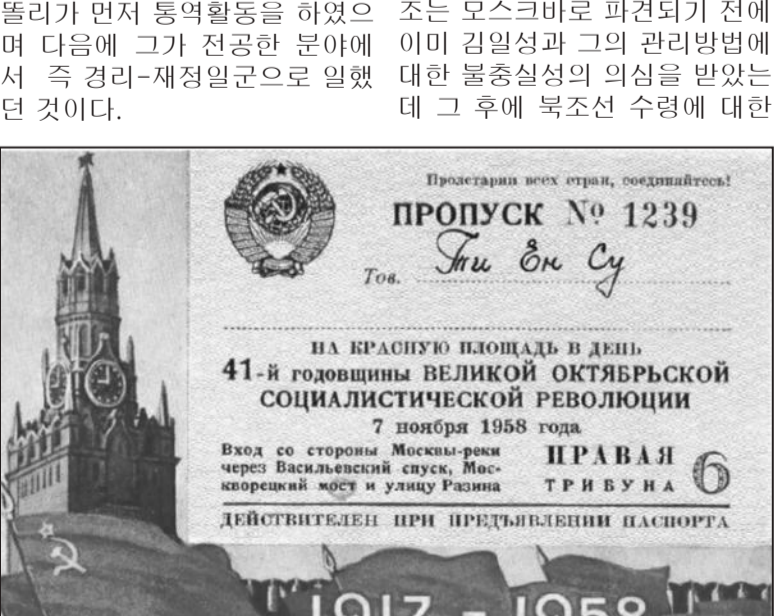 똘리가 먼저 통역활동을 하였으
며 다음에 그가 전공한 분야에
서 즉 경리-재정일군으로 일했
던 것이다.
조는 모스크바로 파견되기 전에
이미 김일성과 그의 관리방법에
대한 불충실성의 의심을 받았는
데 그 후에 북조선 수령에 대한
Пролетарии всех стран, соединяйтесь!
ПРОПУСК № 1239
Тов. Ти Ен Су
НА КРАСНУЮ ПЛОЩАДЬ В ДЕНЬ
41-й годовщины ВЕЛИКОЙ ОКТЯБРЬСКОЙ
СОЦИАЛИСТИЧЕСКОЙ РЕВОЛЮЦИИ
7 ноября 1958 года
Вход со стороны Москвы-реки
через Васильевский спуск, Мос-
кворецкий мост и улицу Разина
ПРАВАЯ
ТРИБУНА 6
ДЕЙСТВИТЕЛЕН ПРИ ПРЕДЪЯВЛЕНИИ ПАСПОРТА
1917 - 1958